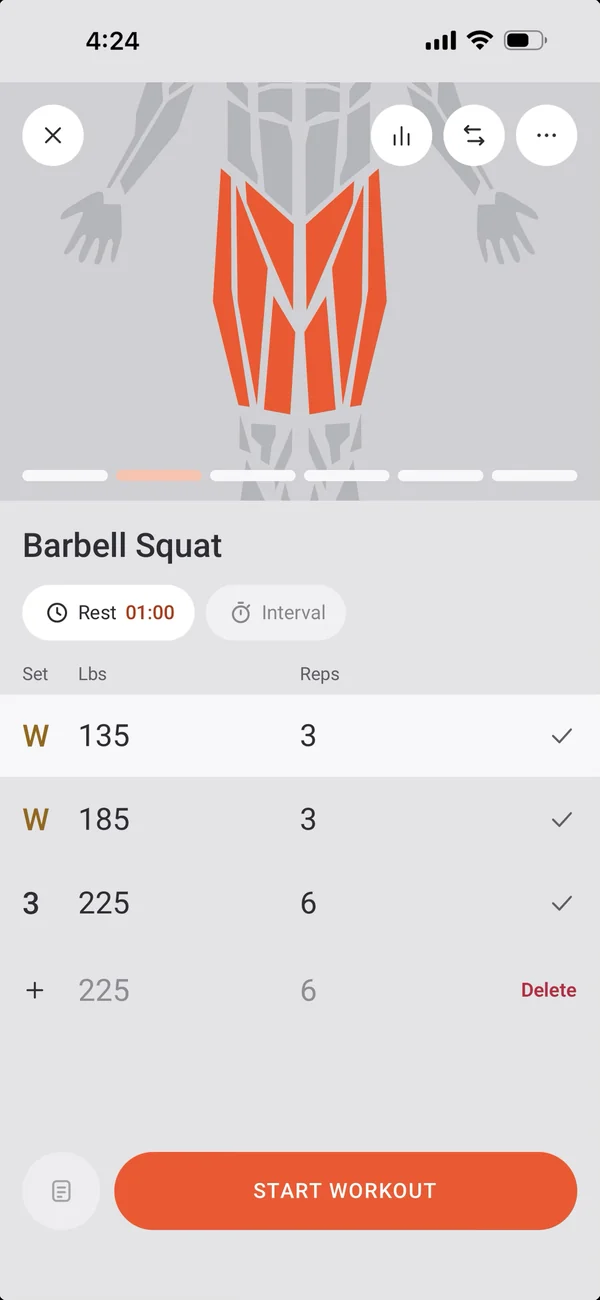 4:24
Barbell Squat
Rest 01:00 Interval
Set Lbs Reps
W 135 3
W 185 3
3 225 6
+ 225 6 Delete
START WORKOUT